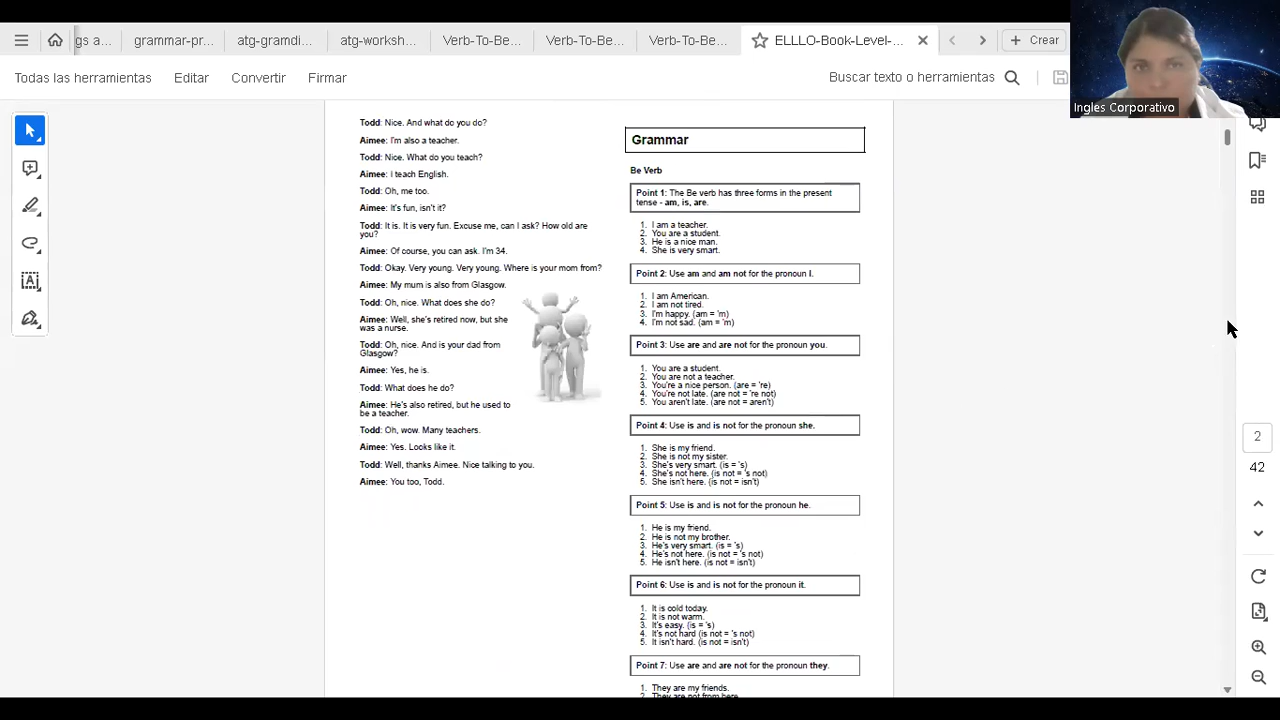 gs a...
grammar-pr...
atg-gramdi...
atg-worksh...
Verb-To-Be...
Verb-To-Be...
Verb-To-Be...
ELLLO-Book-Level-...
Crear
Todas las herramientas
Editar
Convertir
Firmar
Buscar texto o herramientas
Ingles Corporativo
Todd: Nice. And what do you do?
Aimee: I'm also a teacher.
Todd: Nice. What do you teach?
Aimee: I teach English.
Todd: Oh, me too.
Aimee: It's fun, isn't it?
Todd: It is. It is very fun. Excuse me, can I ask? How old are
you?
Aimee: Of course, you can ask. I'm 34.
Todd: Okay. Very young. Very young. Where is your mom from?
Aimee: My mum is also from Glasgow.
Todd: Oh, nice. What does she do?
Aimee: Well, she's retired now, but she
was a nurse.
Todd: Oh, nice. And is your dad from
Glasgow?
Aimee: Yes, he is.
Todd: What does he do?
Aimee: He's also retired, but he used to
be a teacher.
Todd: Oh, wow. Many teachers.
Aimee: Yes. Looks like it.
Todd: Well, thanks Aimee. Nice talking to you.
Aimee: You too, Todd.
Grammar
Be Verb
Point 1: The Be verb has three forms in the present
tense - am, is, are.
1. I am a teacher.
2. You are a student.
3. He is a nice man.
4. She is very smart.
Point 2: Use am and am not for the pronoun I.
1. I am American.
2. I am not tired.
3. I'm happy. (am = 'm)
4. I'm not sad. (am = 'm)
Point 3: Use are and are not for the pronoun you.
1. You are a student.
2. You are not a teacher.
3. You're a nice person. (are = 're)
4. You're not late. (are not = 're not)
5. You aren't late. (are not = aren't)
Point 4: Use is and is not for the pronoun she.
1. She is my friend.
2. She is not my sister.
3. She's very smart. (is = 's)
4. She's not here. (is not = 's not)
5. She isn't here. (is not = isn't)
Point 5: Use is and is not for the pronoun he.
1. He is my friend.
2. He is not my brother.
3. He's very smart. (is = 's)
4. He's not here. (is not = 's not)
5. He isn't here. (is not = isn't)
Point 6: Use is and is not for the pronoun it.
1. It is cold today.
2. It is not warm.
3. It's easy. (is = 's)
4. It's not hard (is not = 's not)
5. It isn't hard. (is not = isn't)
Point 7: Use are and are not for the pronoun they.
1. They are my friends.
2. They are not from here.
2
42